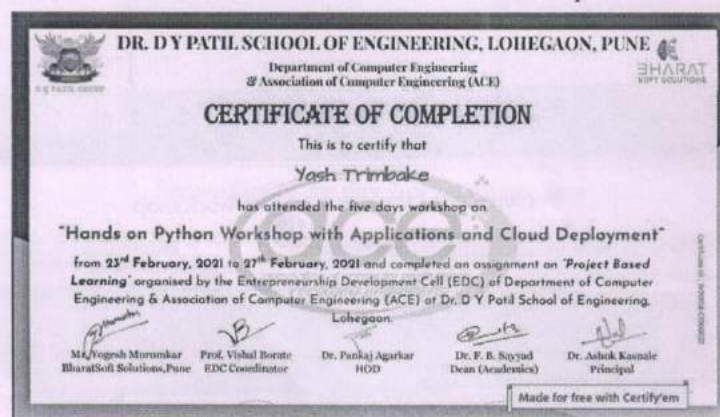 DR. D Y PATIL SCHOOL OF ENGINEERING, LOHEGAON, PUNE
D Y PATIL GROUP
BHARAT
SOFT SOLUTIONS
Department of Computer Engineering
& Association of Computer Engineering (ACE)
CERTIFICATE OF COMPLETION
This is to certify that
Yash Trimbake
has attended the five days workshop on
"Hands on Python Workshop with Applications and Cloud Deployment"
from 23rd February, 2021 to 27th February, 2021 and completed an assignment on "Project Based
Learning" organised by the Entrepreneurship Development Cell (EDC) of Department of Computer
Engineering & Association of Computer Engineering (ACE) at Dr. D Y Patil School of Engineering,
Lohegaon.
ace
Mr. Yogesh Murumkar
BharatSoft Solutions,Pune
Prof. Vishal Borate
EDC Coordinator
Dr. Pankaj Agarkar
HOD
Dr. F. B. Sayyad
Dean (Academics)
Dr. Ashok Kasnale
Principal
Made for free with Certify'em